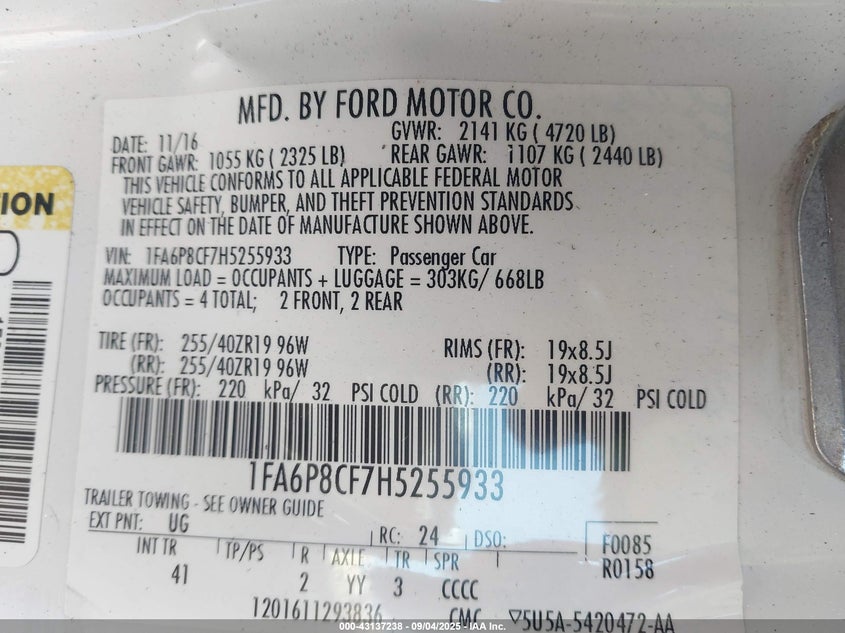 MFD. BY FORD MOTOR CO.
DATE: 11/16 GVWR: 2141 KG ( 4720 LB)
FRONT GAWR: 1055 KG ( 2325 LB) REAR GAWR: 1107 KG ( 2440 LB)
THIS VEHICLE CONFORMS TO ALL APPLICABLE FEDERAL MOTOR
VEHICLE SAFETY, BUMPER, AND THEFT PREVENTION STANDARDS
IN EFFECT ON THE DATE OF MANUFACTURE SHOWN ABOVE.
VIN: 1FA6P8CF7H5255933 TYPE: Passenger Car
MAXIMUM LOAD = OCCUPANTS + LUGGAGE = 303KG/ 668LB
OCCUPANTS = 4 TOTAL; 2 FRONT, 2 REAR
TIRE (FR): 255/40ZR19 96W RIMS (FR): 19x8.5J
(RR): 255/40ZR19 96W (RR): 19x8.5J
PRESSURE (FR): 220 kPa/ 32 PSI COLD (RR): 220 kPa/ 32 PSI COLD
1FA6P8CF7H5255933
TRAILER TOWING - SEE OWNER GUIDE
EXT PNT: UG RC: 24 DSO: F0085
INT TR TP/PS R AXLE TR SPR R0158
41 2 YY 3 CCCC
1201611293836 CMC ▽5U5A-5420472-AA
000-43137238 - 09/04/2025 - IAA Inc.